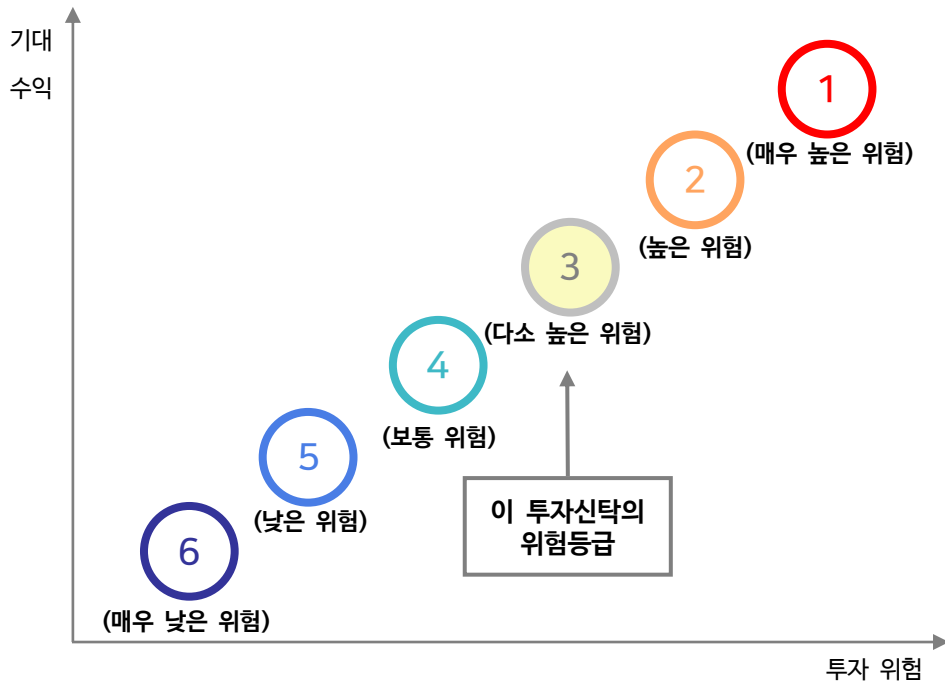 기대
수익
1
(매우 높은 위험)
2
(높은 위험)
3
(다소 높은 위험)
4
(보통 위험)
5
(낮은 위험)
6
(매우 낮은 위험)
이 투자신탁의
위험등급
투자 위험